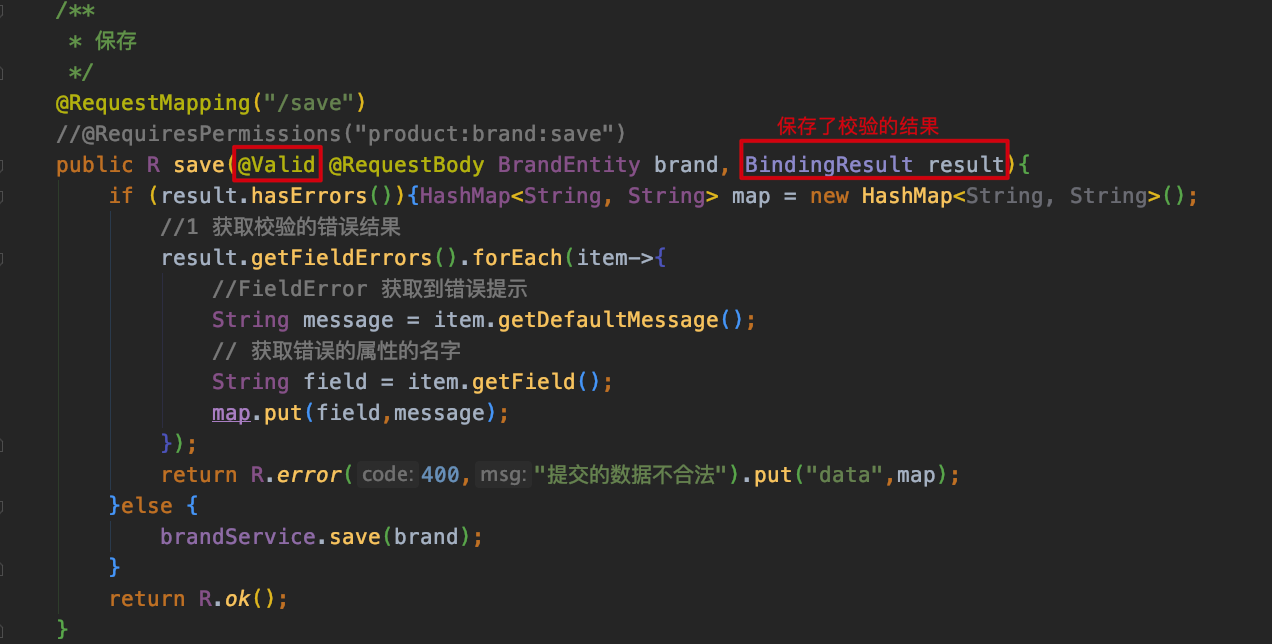 /**
 * 保存
 */
@RequestMapping("/save")
//@RequiresPermissions("product:brand:save")
保存了校验的结果
public R save(@Valid @RequestBody BrandEntity brand, BindingResult result){
    if (result.hasErrors()){HashMap<String, String> map = new HashMap<String, String>();
        //1 获取校验的错误结果
        result.getFieldErrors().forEach(item->{
            //FieldError 获取到错误提示
            String message = item.getDefaultMessage();
            // 获取错误的属性的名字
            String field = item.getField();
            map.put(field,message);
        });
        return R.error( code: 400, msg: "提交的数据不合法").put("data",map);
    }else {
        brandService.save(brand);
    }
    return R.ok();
}